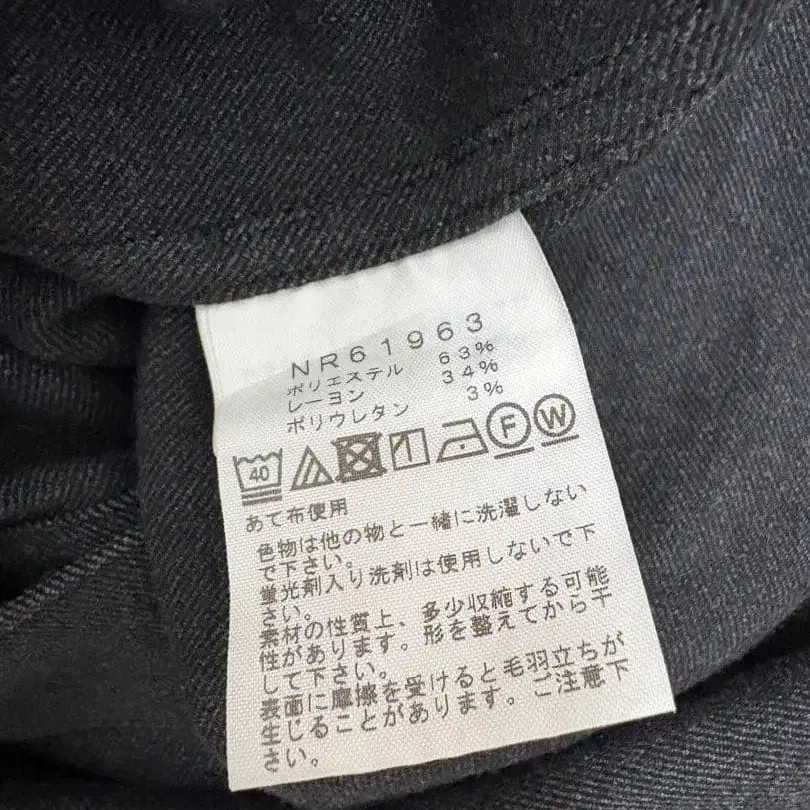 NR61963
ポリエステル 63%
レーヨン 34%
ポリウレタン 3%
40 F W
あて布使用
色物は他の物と一緒に洗濯しない
で下さい。
蛍光剤入り洗剤は使用しないで下
さい。
素材の性質上、多少収縮する可能
性があります。形を整えてから干
して下さい。
表面に摩擦を受けると毛羽立ちが
生じることがあります。ご注意下
さい。